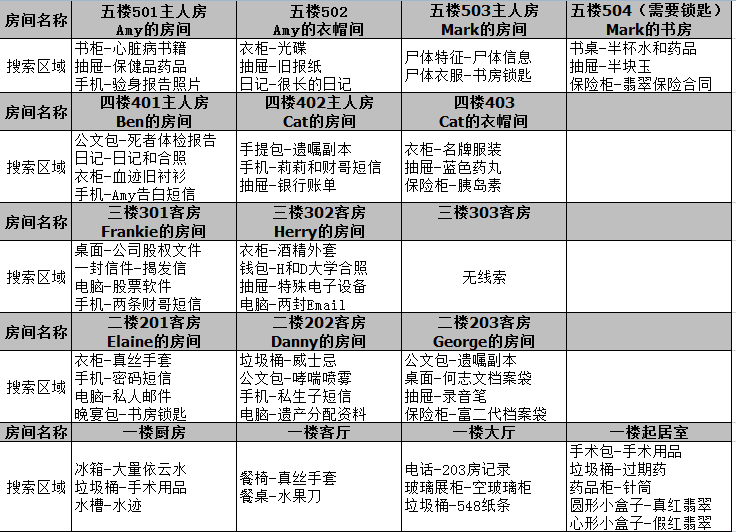 房间名称
五楼501主人房
Amy的房间
五楼502
Amy的衣帽间
五楼503主人房
Mark的房间
五楼504（需要锁匙）
Mark的书房
搜索区域
书柜-心脏病书籍
抽屉-保健品药品
手机-验身报告照片
衣柜-光碟
抽屉-旧报纸
日记-很长的日记
尸体特征-尸体信息
尸体衣服-书房锁匙
书桌-半杯水和药品
抽屉-半块玉
保险柜-翡翠保险合同
房间名称
四楼401主人房
Ben的房间
四楼402主人房
Cat的房间
四楼403
Cat的衣帽间
搜索区域
公文包-死者体检报告
日记-日记和合照
衣柜-血迹旧衬衫
手机-Amy告白短信
手提包-遗嘱副本
手机-莉莉和财哥短信
抽屉-银行账单
衣柜-名牌服装
抽屉-蓝色药丸
保险柜-胰岛素
房间名称
三楼301客房
Frankie的房间
三楼302客房
Herry的房间
三楼303客房
搜索区域
桌面-公司股权文件
一封信件-揭发信
电脑-股票软件
手机-两条财哥短信
衣柜-酒精外套
钱包-H和D大学合照
抽屉-特殊电子设备
电脑-两封Email
无线索
房间名称
二楼201客房
Elaine的房间
二楼202客房
Danny的房间
二楼203客房
George的房间
搜索区域
衣柜-真丝手套
手机-密码短信
电脑-私人邮件
晚宴包-书房锁匙
垃圾桶-威士忌
公文包-哮喘喷雾
手机-私生子短信
电脑-遗产分配资料
公文包-遗嘱副本
桌面-何志文档案袋
抽屉-录音笔
保险柜-富二代档案袋
房间名称
一楼厨房
一楼客厅
一楼大厅
一楼起居室
搜索区域
冰箱-大量依云水
垃圾桶-手术用品
水槽-水迹
餐椅-真丝手套
餐桌-水果刀
电话-203房记录
玻璃展柜-空玻璃柜
垃圾桶-548纸条
手术包-手术用品
垃圾桶-过期药
药品柜-针筒
圆形小盒子-真红翡翠
心形小盒子-假红翡翠